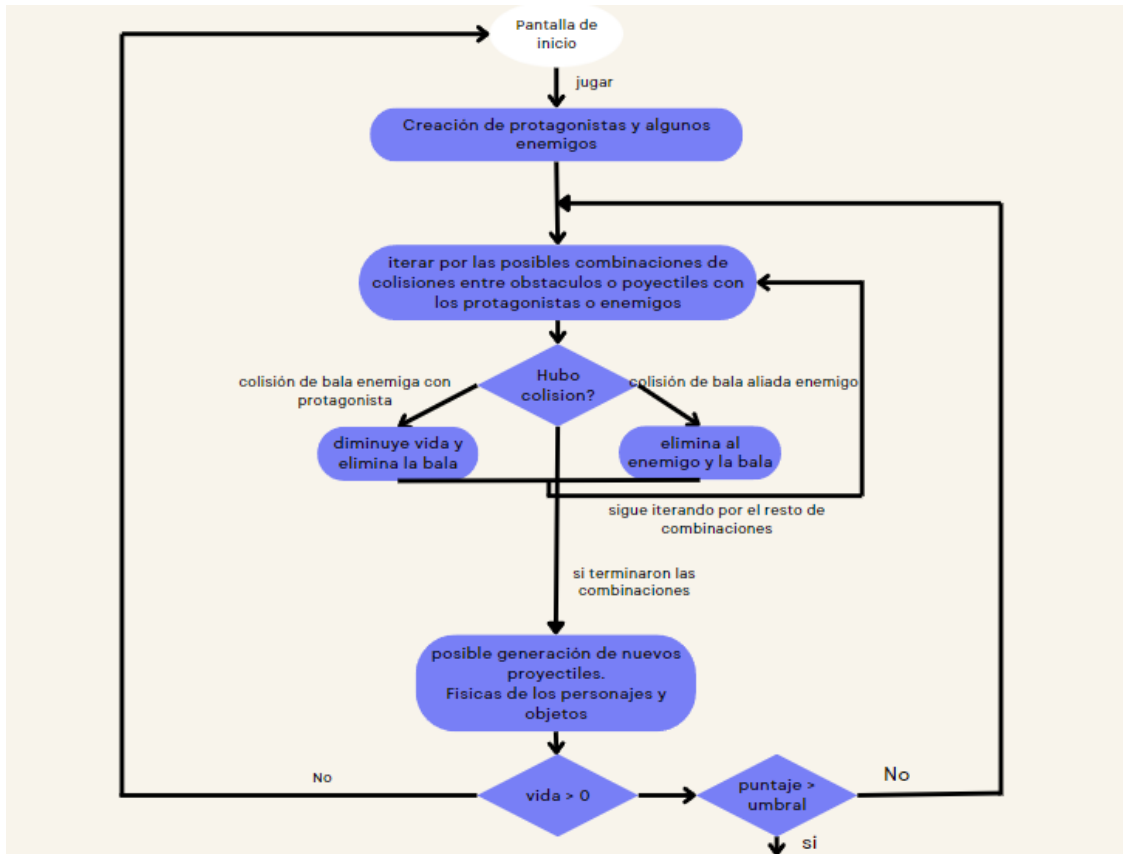 Pantalla de
inicio
jugar
Creación de protagonistas y algunos
enemigos
iterar por las posibles combinaciones de
colisiones entre obstaculos o poyectiles con
los protagonistas o enemigos
Hubo
colision?
colisión de bala enemiga con
protagonista
colisión de bala aliada enemigo
diminuye vida y
elimina la bala
elimina al
enemigo y la bala
sigue iterando por el resto de
combinaciones
si terminaron las
combinaciones
posible generación de nuevos
proyectiles.
Fisicas de los personajes y
objetos
No
vida > 0
puntaje >
umbral
No
si